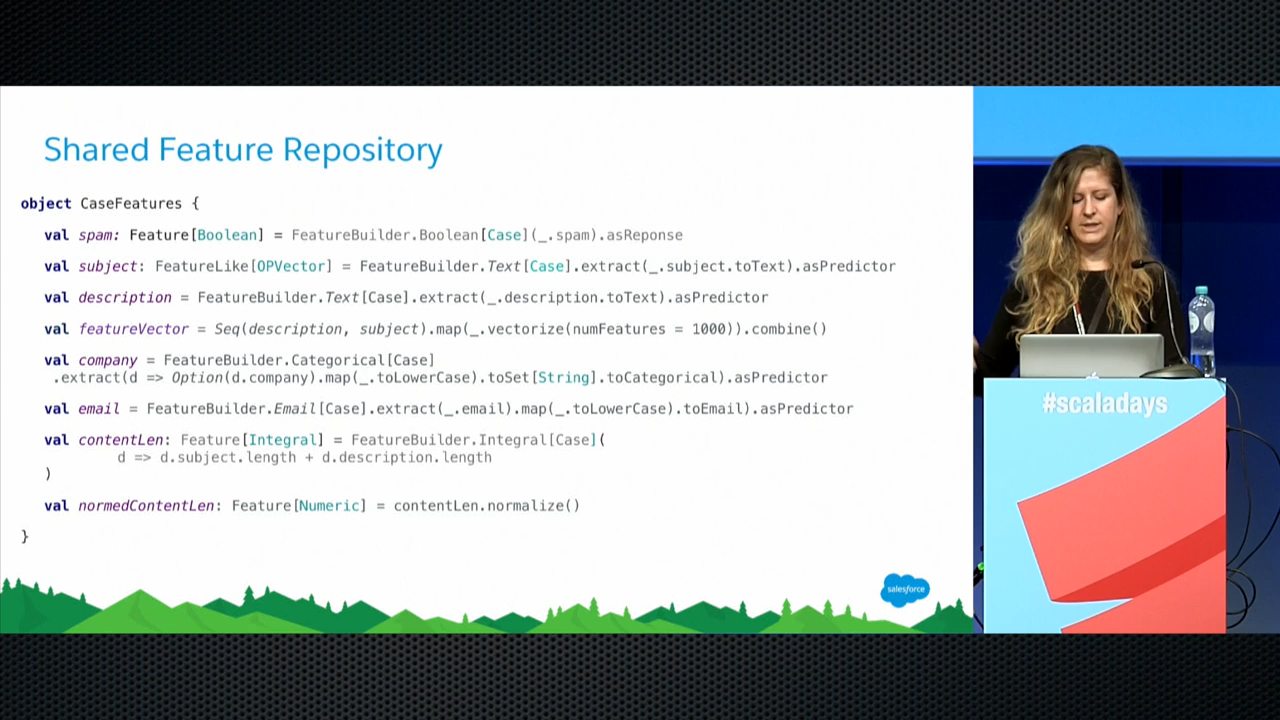 Shared Feature Repository
object CaseFeatures {
val spam: Feature[Boolean] = FeatureBuilder.Boolean[Case](_.spam).asReponse
val subject: FeatureLike[OPVector] = FeatureBuilder.Text[Case].extract(_.subject.toText).asPredictor
val description = FeatureBuilder.Text[Case].extract(_.description.toText).asPredictor
val featureVector = Seq(description, subject).map(_.vectorize(numFeatures = 1000)).combine()
val company = FeatureBuilder.Categorical[Case]
.extract(d => Option(d.company).map(_.toLowerCase).toSet[String].toCategorical).asPredictor
val email = FeatureBuilder.Email[Case].extract(_.email).map(_.toLowerCase).toEmail).asPredictor
val contentLen: Feature[Integral] = FeatureBuilder.Integral[Case](
d => d.subject.length + d.description.length
)
val normedContentLen: Feature[Numeric] = contentLen.normalize()
}
salesforce
#scaladays